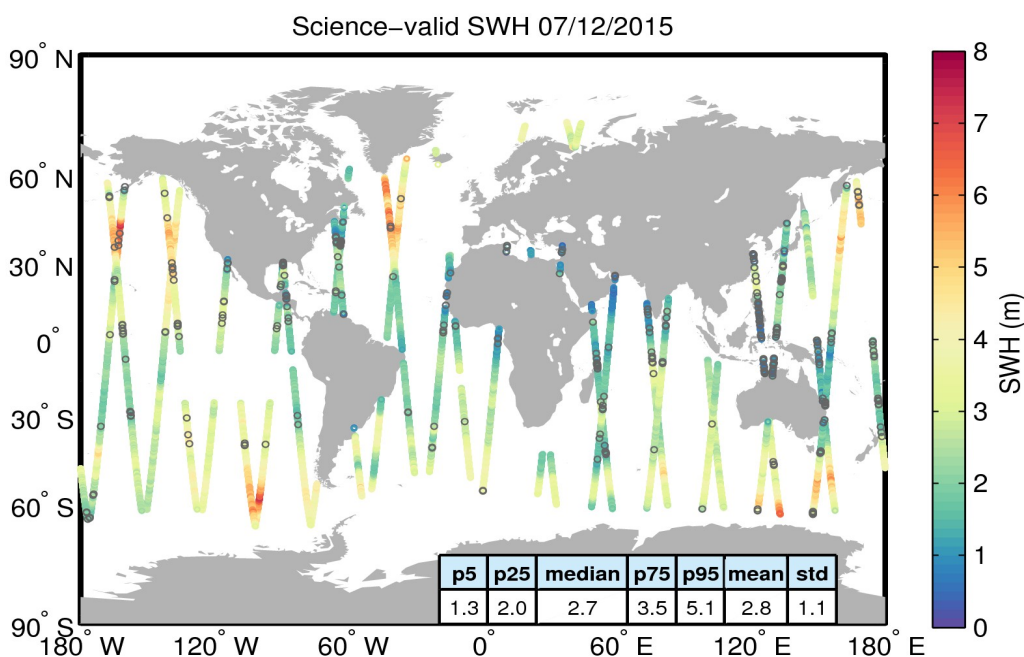 Science−valid SWH 07/12/2015
90° N
60° N
30° N
0°
30° S
60° S
90° S
180° W
120° W
60° W
0°
60° E
120° E
180° E
p5 p25 median p75 p95 mean std
1.3 2.0 2.7 3.5 5.1 2.8 1.1
8
7
6
5
4
3
2
1
0
SWH (m)